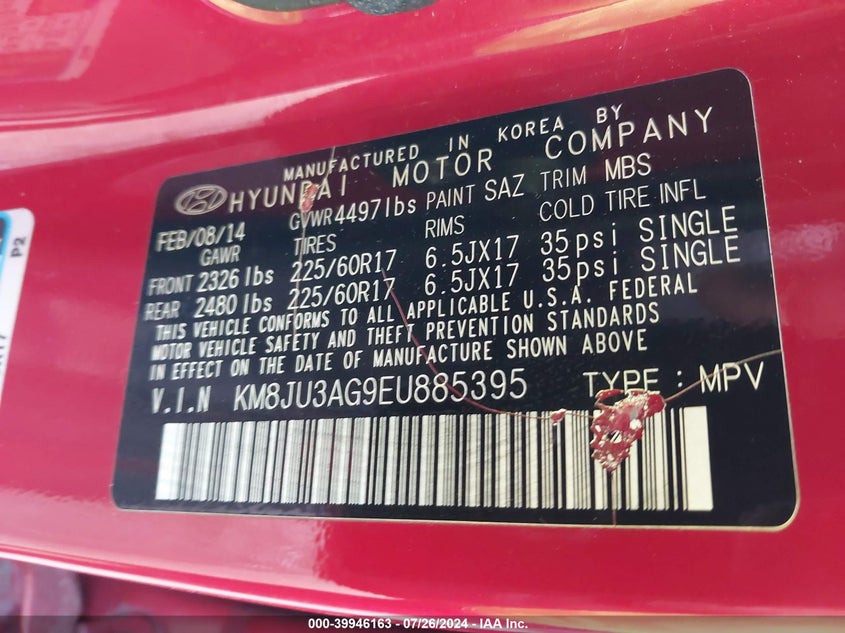 MANUFACTURED IN KOREA BY
HYUNDAI MOTOR COMPANY
FEB/08/14 GVWR 4497lbs PAINT SAZ TRIM MBS
GAWR TIRES RIMS COLD TIRE INFL
FRONT 2326 lbs 225/60R17 6.5JX17 35psi SINGLE
REAR 2480 lbs 225/60R17 6.5JX17 35psi SINGLE
THIS VEHICLE CONFORMS TO ALL APPLICABLE U.S.A. FEDERAL
MOTOR VEHICLE SAFETY AND THEFT PREVENTION STANDARDS
IN EFFECT ON THE DATE OF MANUFACTURE SHOWN ABOVE
V.I.N KM8JU3AG9EU885395 TYPE : MPV
P2
000-39946163 - 07/26/2024 - IAA Inc.